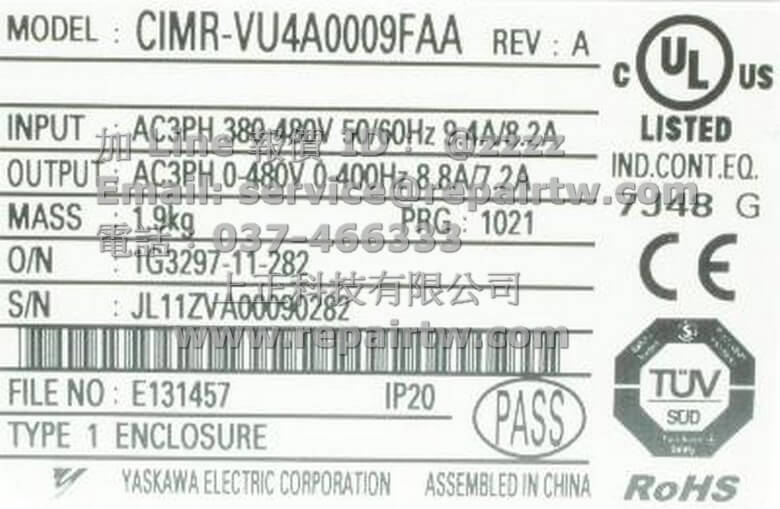 MODEL : CIMR-VU4A0009FAA REV : A
C UL US
LISTED
IND.CONT.EQ.
7J48 G
INPUT : AC3PH 380-480V 50/60Hz 9.4A/8.2A
加 Line 報價 ID : @zzzz
OUTPUT : AC3PH 0-480V 0-400Hz 8.8A/7.2A
Email: service@repairtw.com
MASS : 1.9kg PRG : 1021
電話 : 037-466333
O/N : 1G3297-11-282
上正科技有限公司
S/N : JL11ZVA00090282
www.repairtw.com
CE
FILE NO : E131457 IP20
PASS
TYPE 1 ENCLOSURE
TÜV
SÜD
YASKAWA ELECTRIC CORPORATION ASSEMBLED IN CHINA
RoHS